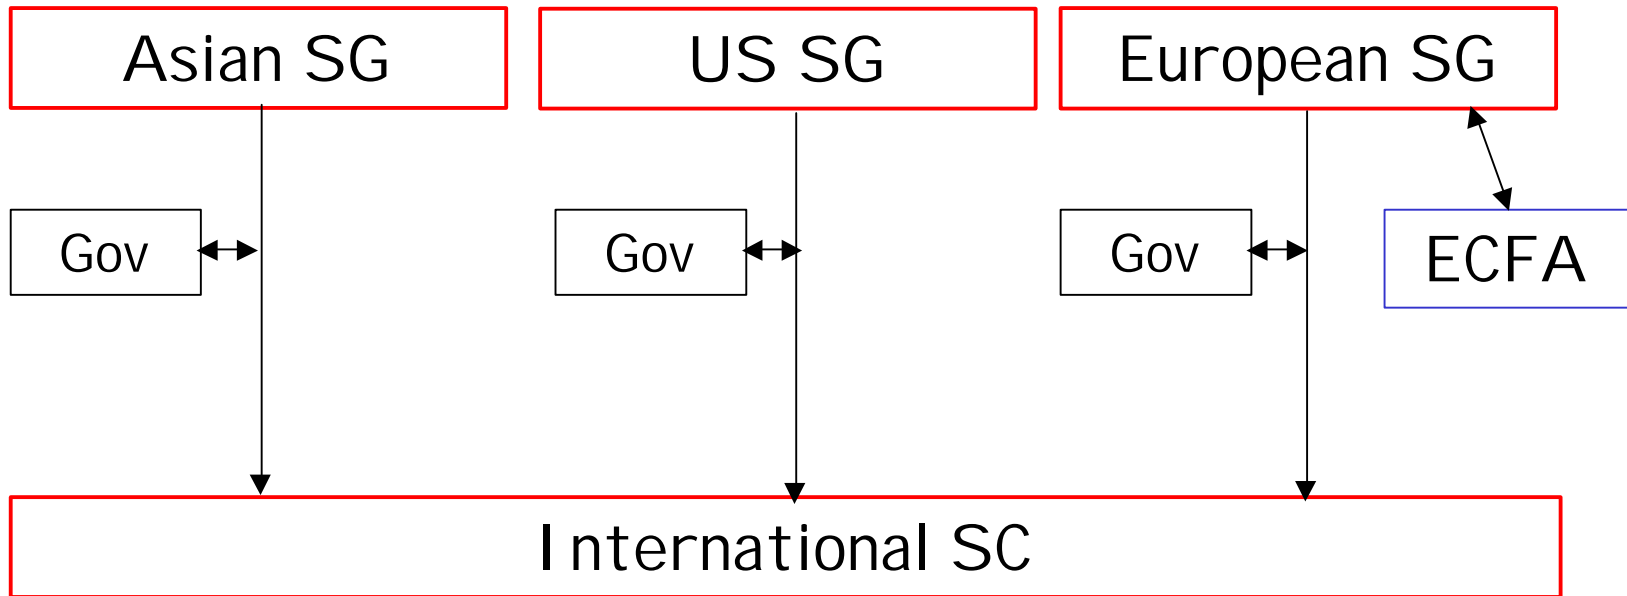 Asian SG
US SG
European SG
Gov
Gov
Gov
ECFA
International SC